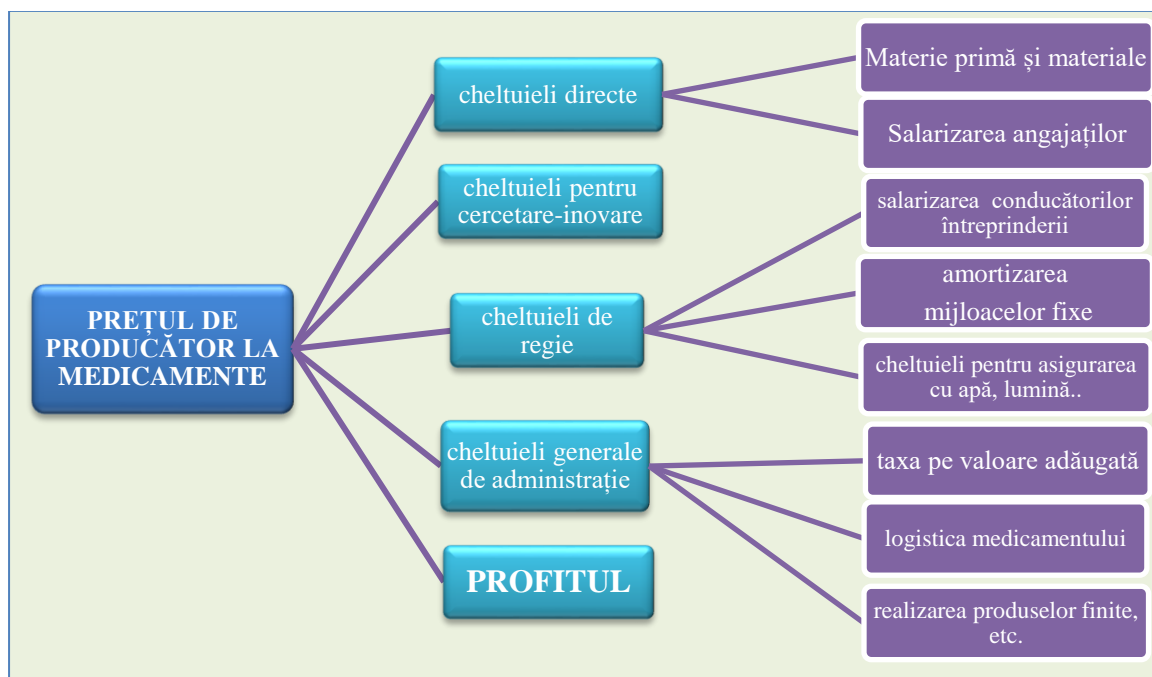 PREȚUL DE
PRODUCĂTOR LA
MEDICAMENTE
cheltuieli directe
Materie primă și materiale
Salarizarea angajaților
cheltuieli pentru
cercetare-inovare
cheltuieli de
regie
salarizarea conducătorilor
întreprinderii
amortizarea
mijloacelor fixe
cheltuieli pentru asigurarea
cu apă, lumină..
cheltuieli generale
de administrație
taxa pe valoare adăugată
logistica medicamentului
realizarea produselor finite,
etc.
PROFITUL